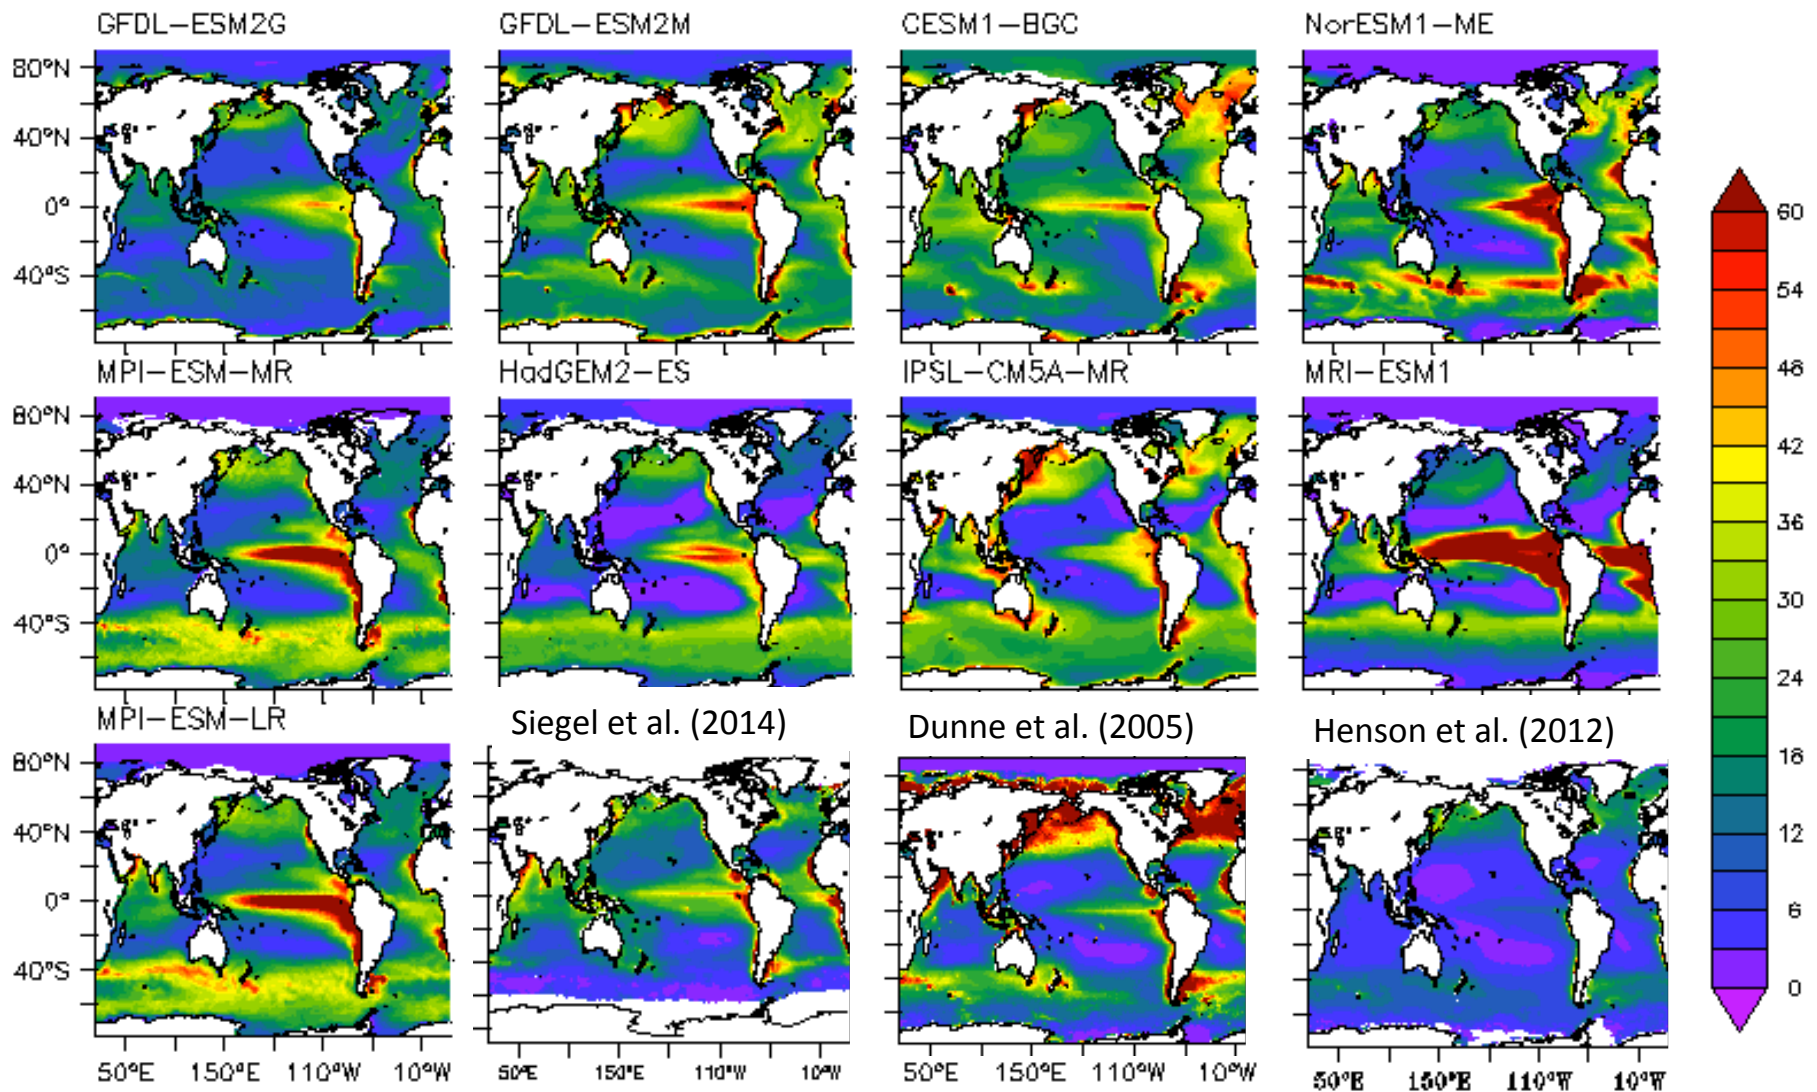 GFDL-ESM2G GFDL-ESM2M CESM1-BGC NorESM1-ME
80°N
40°N
0°
40°S
MPI-ESM-MR HadGEM2-ES IPSL-CM5A-MR MRI-ESM1
80°N
40°N
0°
40°S
MPI-ESM-LR Siegel et al. (2014) Dunne et al. (2005) Henson et al. (2012)
80°N
40°N
0°
40°S
50°E 150°E 110°W 10°W 50°E 150°E 110°W 10°W 50°E 150°E 110°W 10°W 50°E 150°E 110°W 10°W
60
54
48
42
36
30
24
18
12
6
0